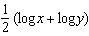 1/2 (log x + log y)